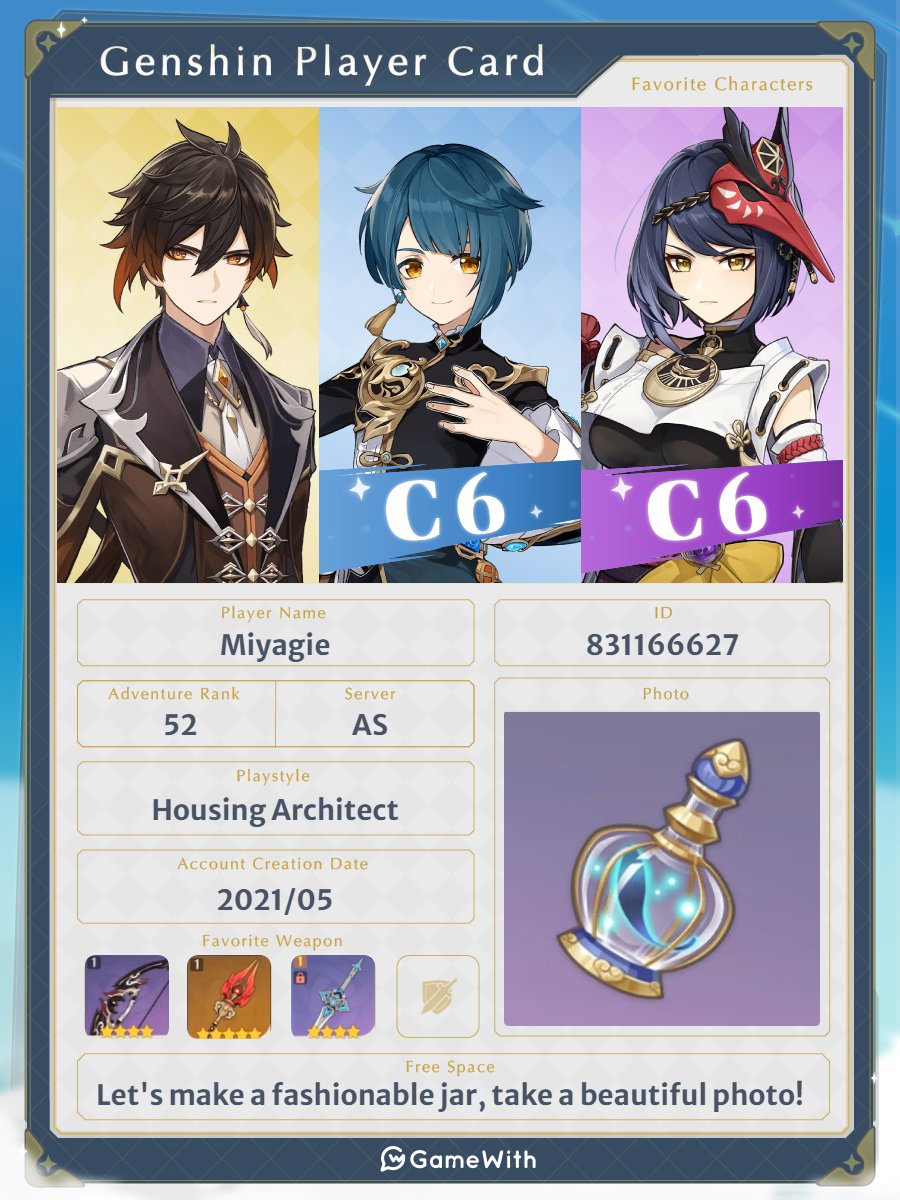 Genshin Player Card
Favorite Characters
C6
C6
Player Name
Miyagie
ID
831166627
Adventure Rank
52
Server
AS
Photo
Playstyle
Housing Architect
Account Creation Date
2021/05
Favorite Weapon
1
1
1
Free Space
Let's make a fashionable jar, take a beautiful photo!
GameWith